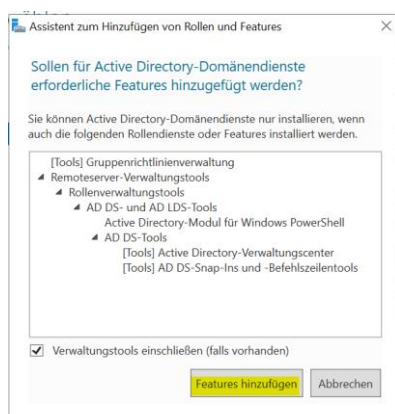 Assistent zum Hinzufügen von Rollen und Features
Sollen für Active Directory-Domänendienste
erforderliche Features hinzugefügt werden?
Sie können Active Directory-Domänendienste nur installieren, wenn
auch die folgenden Rollendienste oder Features installiert werden.
[Tools] Gruppenrichtlinienverwaltung
Remoteserver-Verwaltungstools
Rollenverwaltungstools
AD DS- und AD LDS-Tools
Active Directory-Modul für Windows PowerShell
AD DS-Tools
[Tools] Active Directory-Verwaltungscenter
[Tools] AD DS-Snap-Ins und -Befehlszeilentools
Verwaltungstools einschließen (falls vorhanden)
Features hinzufügen Abbrechen